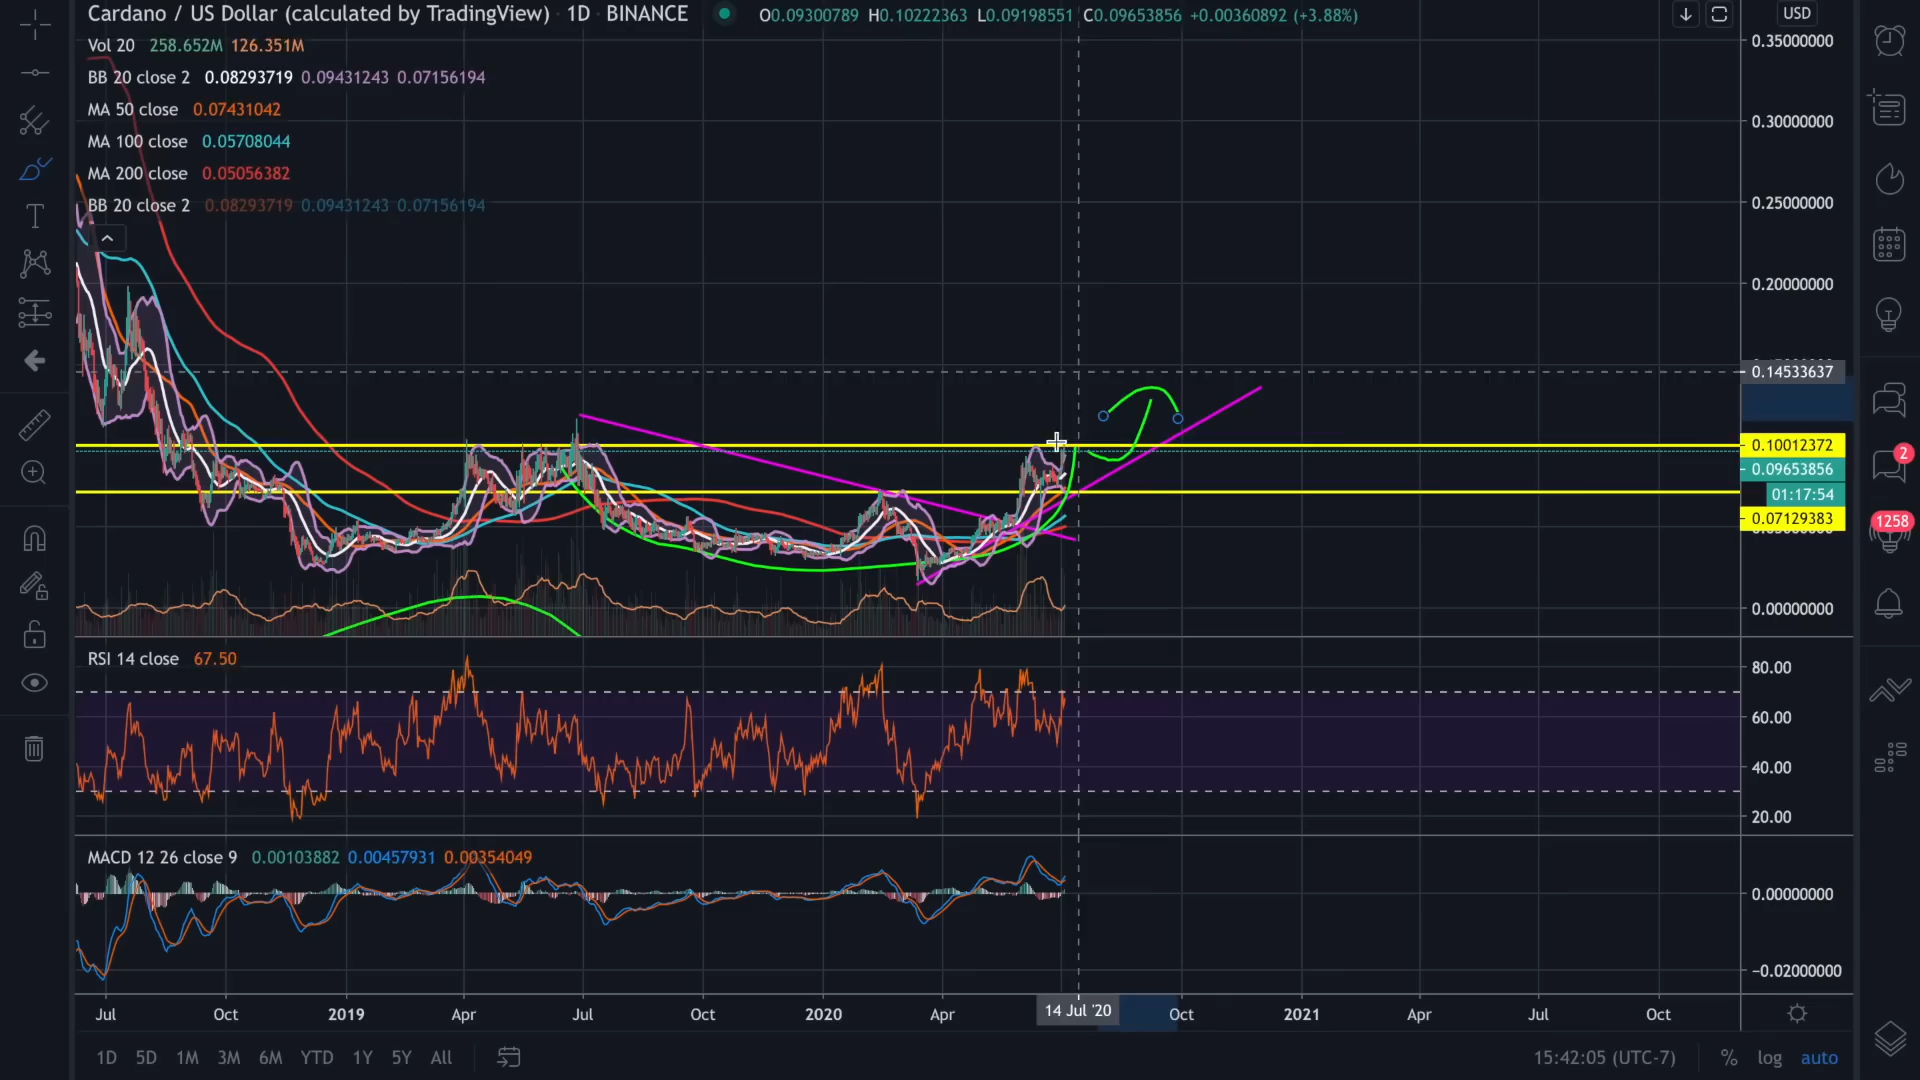 Cardano / US Dollar (calculated by TradingView) 1D BINANCE O0.09300789 H0.10222363 L0.09198551 C0.09653856 +0.00360892 (+3.88%) USD
Vol 20 258.652M 126.351M
BB 20 close 2 0.08293719 0.09431243 0.07156194
MA 50 close 0.07431042
MA 100 close 0.05708044
MA 200 close 0.05056382
BB 20 close 2 0.08293719 0.09431243 0.07156194
0.35000000
0.30000000
0.25000000
0.20000000
0.14533637
0.10012372
0.09653856
01:17:54
0.07129383
0.00000000
2
1258
RSI 14 close 67.50
80.00
60.00
40.00
20.00
MACD 12 26 close 9 0.00103882 0.00457931 0.00354049
0.00000000
−0.02000000
Jul Oct 2019 Apr Jul Oct 2020 Apr 14 Jul '20 Oct 2021 Apr Jul Oct
1D 5D 1M 3M 6M YTD 1Y 5Y All 15:42:05 (UTC-7) % log auto